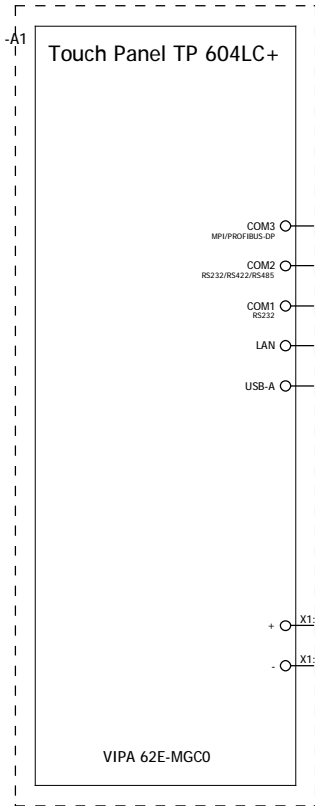 -A1
Touch Panel TP 604LC+
COM3
MPI/PROFIBUS-DP
COM2
RS232/RS422/RS485
COM1
RS232
LAN
USB-A
+ X1:
- X1:
VIPA 62E-MGC0